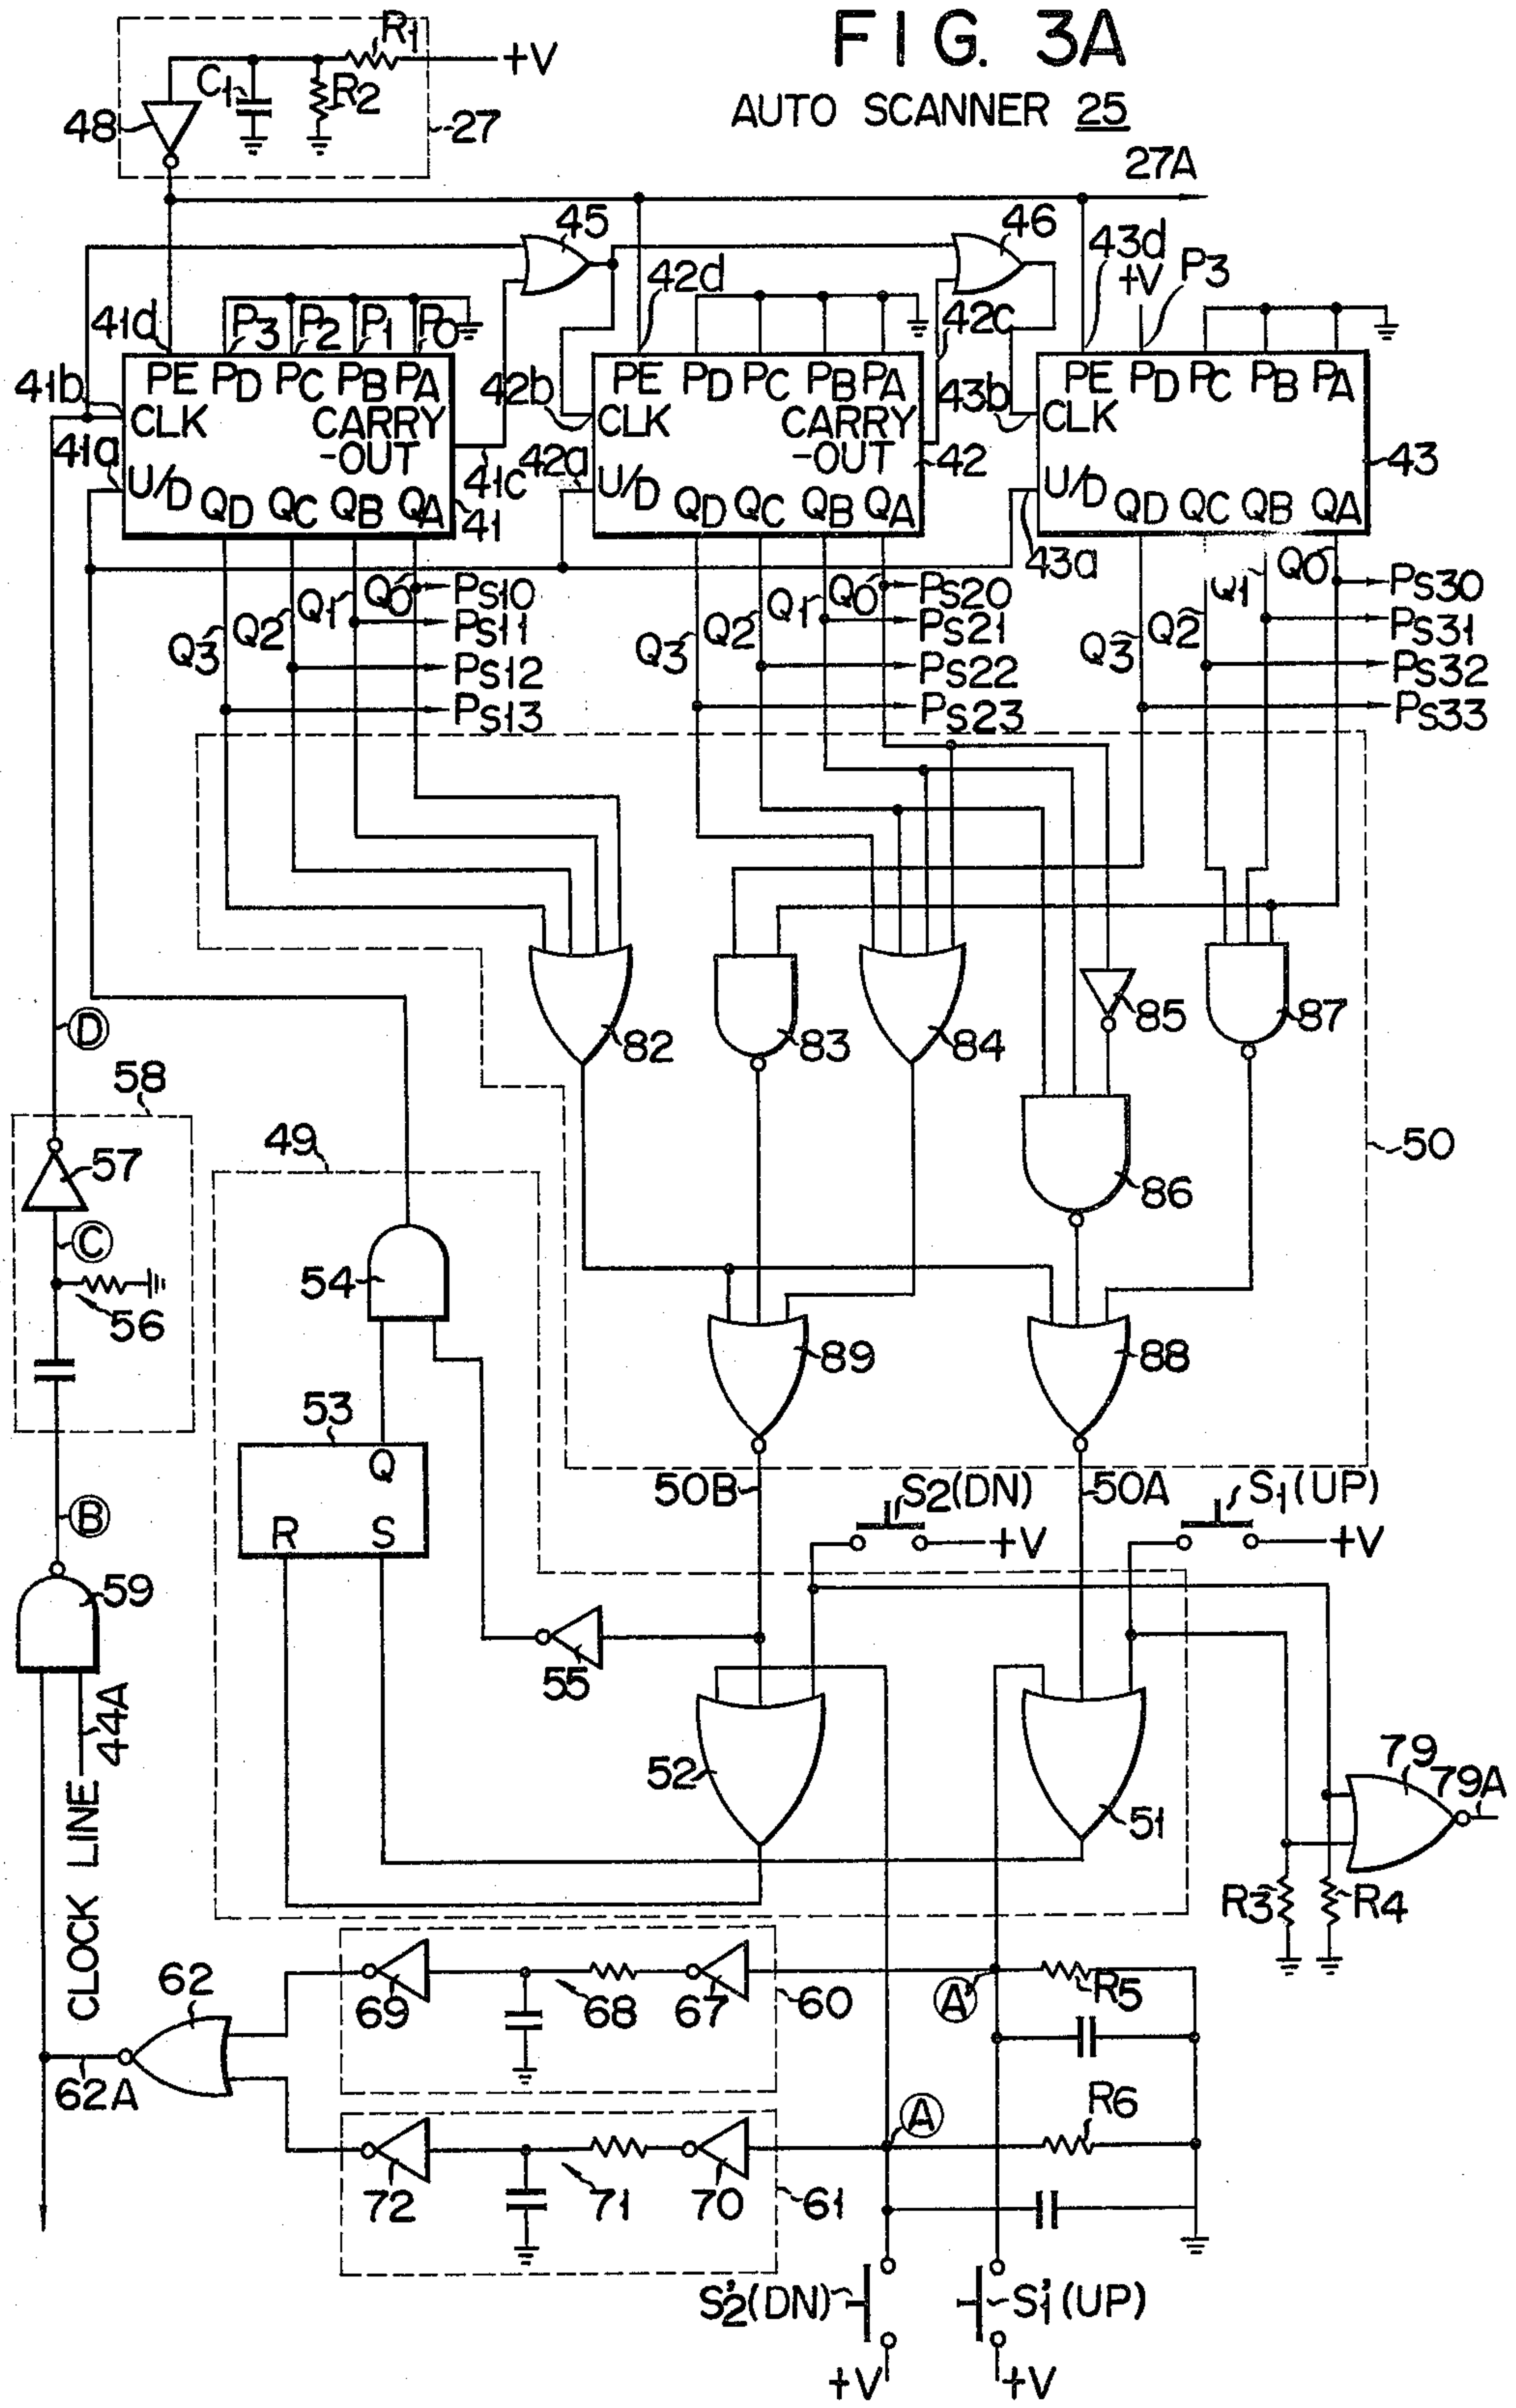 FIG. 3A
AUTO SCANNER 25
R1
+V
C1
R2
48
27
27A
45
46
43d
+V
P3
42d
41d
P3 P2 P1 P0
42c
41b
PE PD PC PB PA
CLK CARRY
-OUT
41a
U/D QD QC QB QA
41c
41
42b
PE PD PC PB PA
CLK CARRY
-OUT
42a
U/D QD QC QB QA
42
43b
PE PD PC PB PA
CLK
U/D QD QC QB QA
43
43a
Q3 Q2 Q1 Q0
PS10
PS11
PS12
PS13
Q3 Q2 Q1 Q0
PS20
PS21
PS22
PS23
Q3 Q2 Q1 Q0
PS30
PS31
PS32
PS33
D
82
83
84
85
87
58
57
49
50
86
C
54
56
89
88
53
Q
R S
50B
S2(DN)
+V
50A
S1(UP)
+V
B
59
55
44A
CLOCK LINE
52
51
79
79A
R3
R4
62
69
68
67
60
A
R5
62A
R6
A
72
71
70
61
S'2(DN)
S'1(UP)
+V
+V